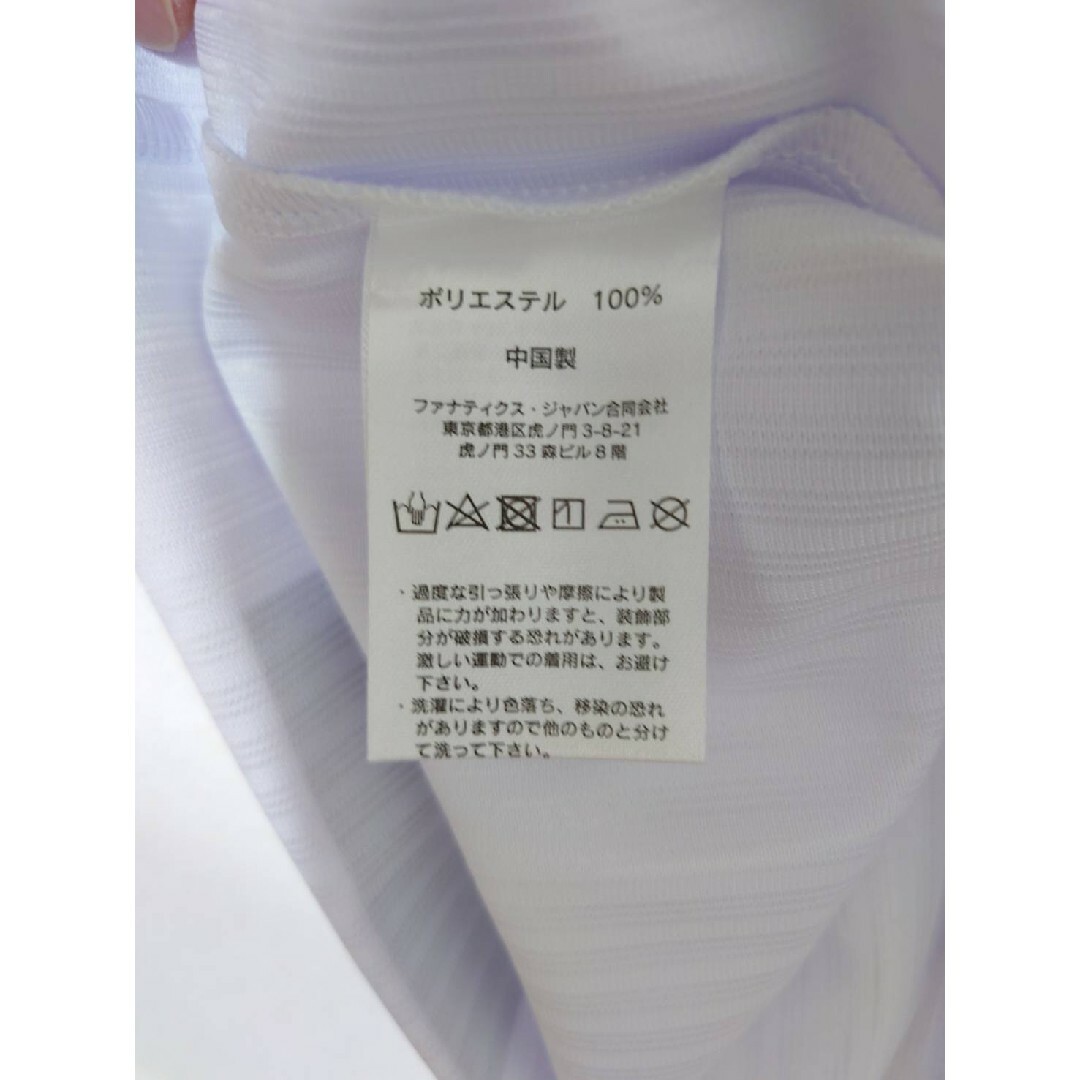 ポリエステル 100%
中国製
ファナティクス・ジャパン合同会社
東京都港区虎ノ門3-8-21
虎ノ門33森ビル8階
・過度な引っ張りや摩擦により製
品に力が加わりますと、装飾部
分が破損する恐れがあります。
激しい運動での着用は、お避け
下さい。
・洗濯により色落ち、移染の恐れ
がありますので他のものと分け
て洗って下さい。